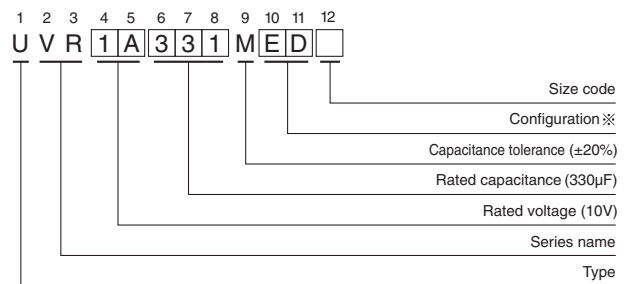 1 2 3 4 5 6 7 8 9 10 11 12
U V R 1 A 3 3 1 M E D
Size code
Configuration※
Capacitance tolerance (±20%)
Rated capacitance (330µF)
Rated voltage (10V)
Series name
Type